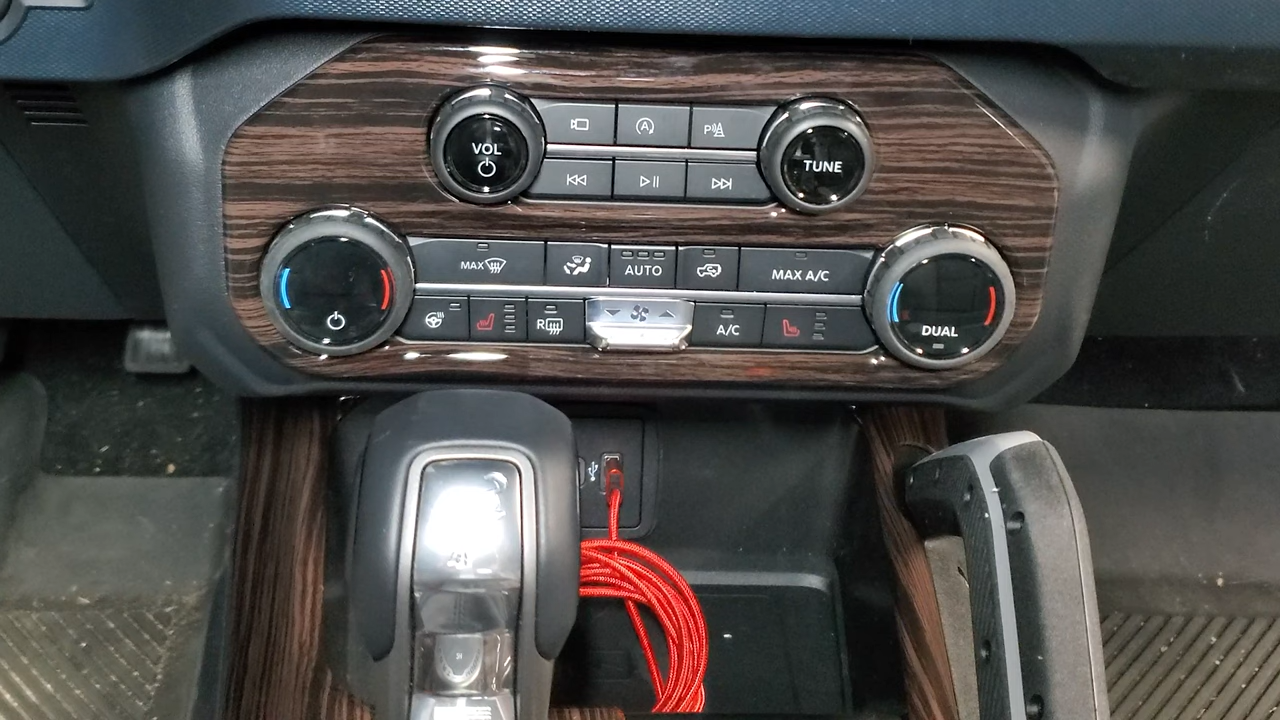 VOL
P
TUNE
MAX
AUTO
MAX A/C
R
A/C
DUAL
A